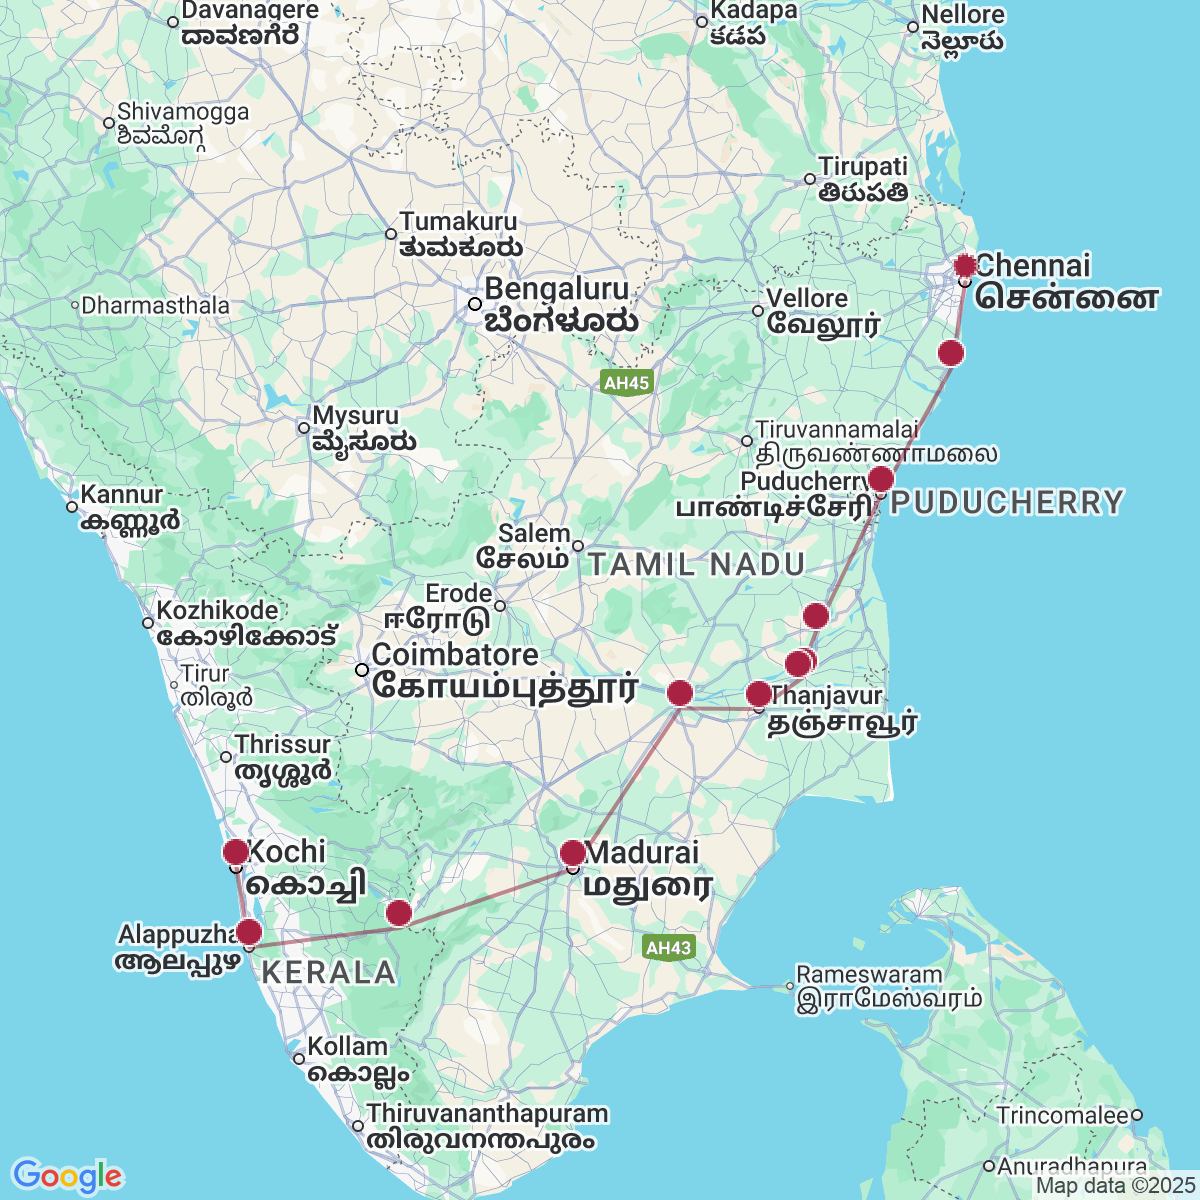 Davanagere
ದಾವಣಗೆರೆ
Kadapa
కడప
Nellore
నెల్లూరు
Shivamogga
ಶಿವಮೊಗ್ಗ
Tirupati
తిరుపతి
Tumakuru
ತುಮಕೂರು
Chennai
சென்னை
Bengaluru
ಬೆಂಗಳೂರು
Dharmasthala
Vellore
வேலூர்
AH45
Mysuru
ಮೈಸೂರು
Tiruvannamalai
திருவண்ணாமலை
Puducherry
பாண்டிச்சேரி
PUDUCHERRY
Kannur
കണ്ണൂർ
Salem
சேலம்
TAMIL NADU
Erode
ஈரோடு
Kozhikode
കോഴിക്കോട്
Coimbatore
கோயம்புத்தூர்
Tirur
തിരൂർ
Thanjavur
தஞ்சாவூர்
Thrissur
തൃശ്ശൂർ
Kochi
കൊച്ചി
Madurai
மதுரை
Alappuzha
ആലപ്പുഴ
AH43
KERALA
Rameswaram
இராமேஸ்வரம்
Kollam
കൊല്ലം
Thiruvananthapuram
തിരുവനന്തപുരം
Trincomalee
Anuradhapura
Google
Map data ©2025